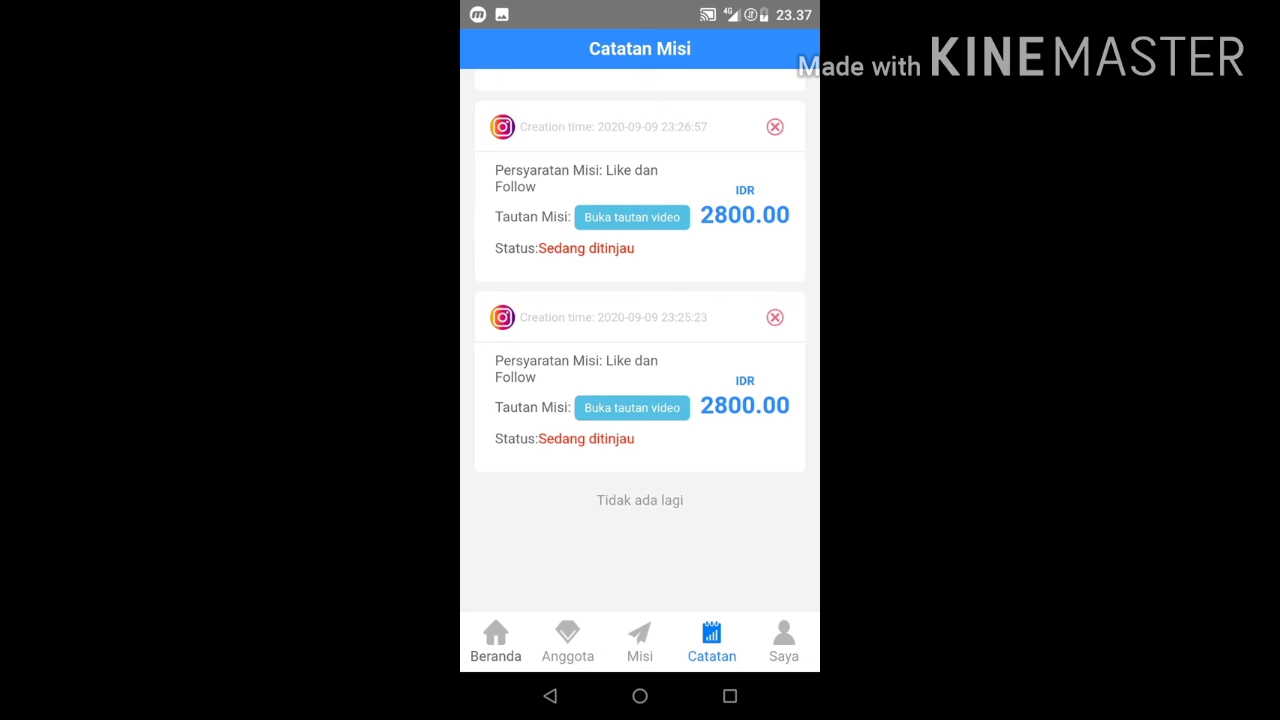 4G 23.37
Catatan Misi
Made with KINEMASTER
Creation time: 2020-09-09 23:26:57
Persyaratan Misi: Like dan
Follow
IDR
Tautan Misi: Buka tautan video 2800.00
Status:Sedang ditinjau
Creation time: 2020-09-09 23:25:23
Persyaratan Misi: Like dan
Follow
IDR
Tautan Misi: Buka tautan video 2800.00
Status:Sedang ditinjau
Tidak ada lagi
Beranda Anggota Misi Catatan Saya